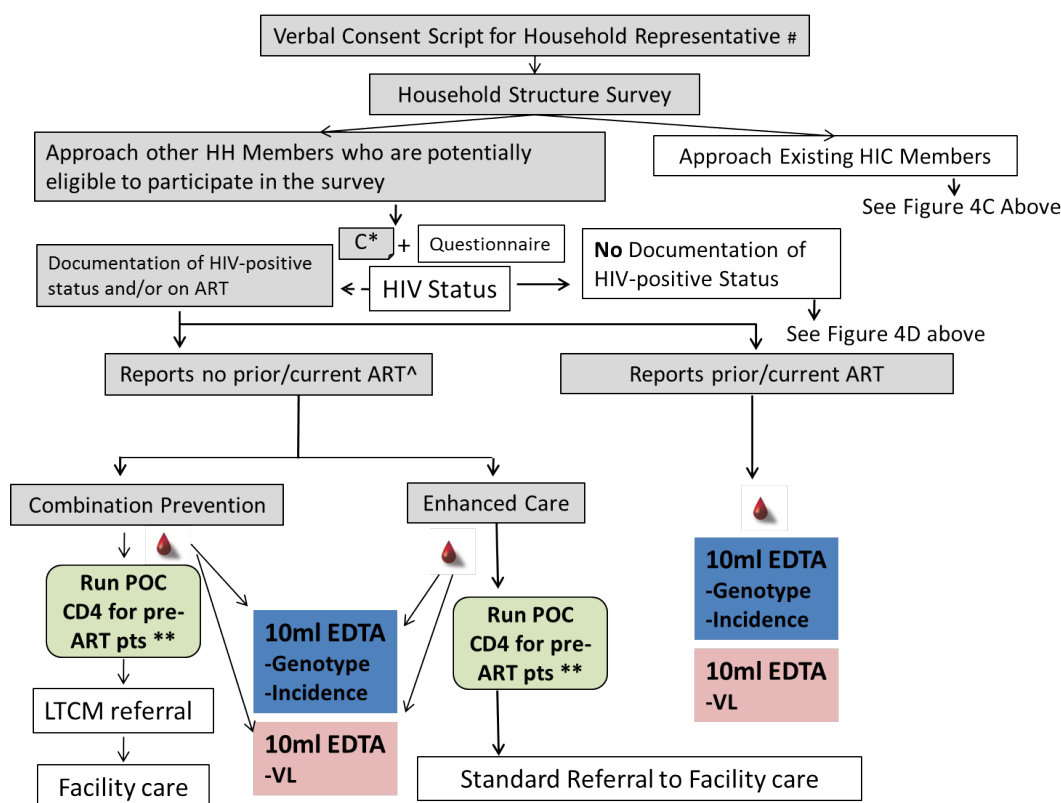 Verbal Consent Script for Household Representative #
Household Structure Survey
Approach other HH Members who are potentially
eligible to participate in the survey
Approach Existing HIC Members
See Figure 4C Above
C* + Questionnaire
Documentation of HIV-positive
status and/or on ART
HIV Status
No Documentation of
HIV-positive Status
See Figure 4D above
Reports no prior/current ART^
Reports prior/current ART
Combination Prevention
Enhanced Care
Run POC
CD4 for pre-
ART pts **
LTCM referral
Facility care
10ml EDTA
-Genotype
-Incidence
10ml EDTA
-VL
Run POC
CD4 for pre-
ART pts **
Standard Referral to Facility care
10ml EDTA
-Genotype
-Incidence
10ml EDTA
-VL